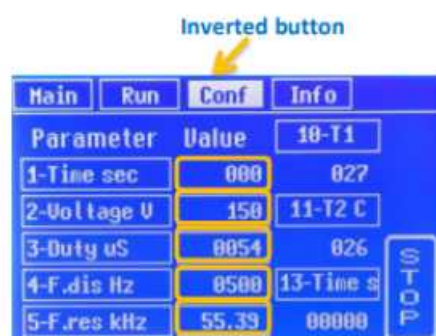 Inverted button
Main Run Conf Info
Parameter Value 10-T1
1-Time sec 000 027
2-Voltage V 150 11-T2 C
3-Duty uS 0054 026
4-F.dis Hz 0500 13-Time s
5-F.res kHz 55.39 00000
STOP